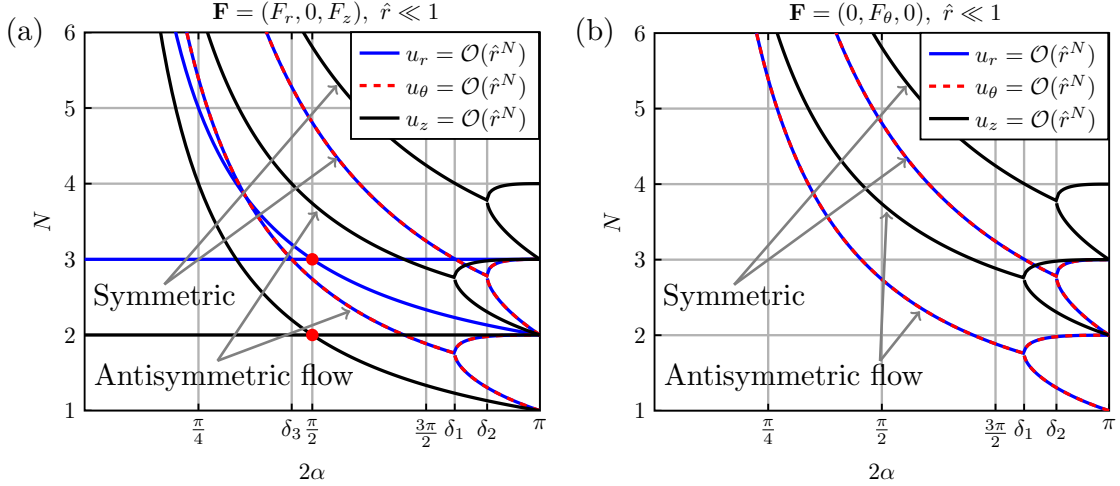 (a)
𝐅 = (F_r, 0, F_z), r̂ ≪ 1
6
5
4
3
2
1
N
u_r = 𝒪(r̂^N)
u_θ = 𝒪(r̂^N)
u_z = 𝒪(r̂^N)
Symmetric
Antisymmetric flow
π/4
δ_3
π/2
3π/2
δ_1
δ_2
π
2α
(b)
𝐅 = (0, F_θ, 0), r̂ ≪ 1
6
5
4
3
2
1
N
u_r = 𝒪(r̂^N)
u_θ = 𝒪(r̂^N)
u_z = 𝒪(r̂^N)
Symmetric
Antisymmetric flow
π/4
π/2
3π/2
δ_1
δ_2
π
2α